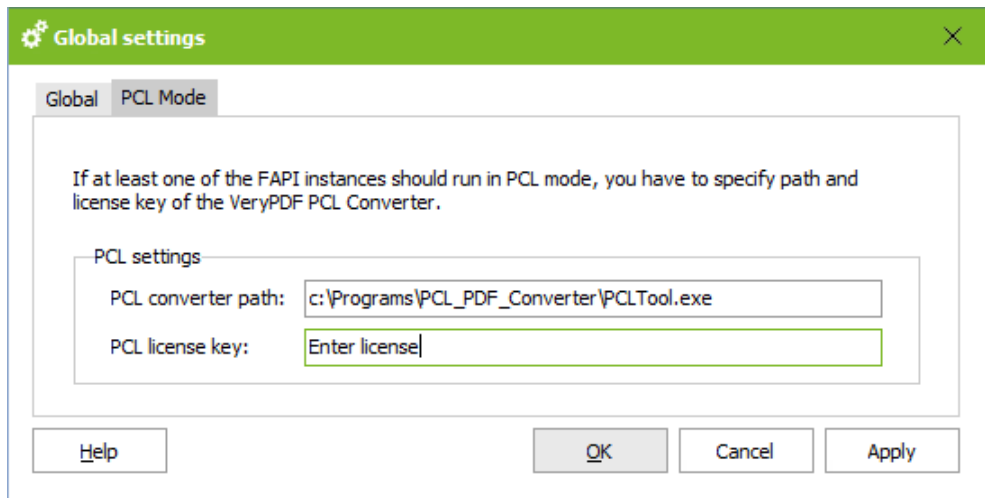 Global settings
Global PCL Mode
If at least one of the FAPI instances should run in PCL mode, you have to specify path and
license key of the VeryPDF PCL Converter.
PCL settings
PCL converter path: c:\Programs\PCL_PDF_Converter\PCLTool.exe
PCL license key: Enter license
Help OK Cancel Apply